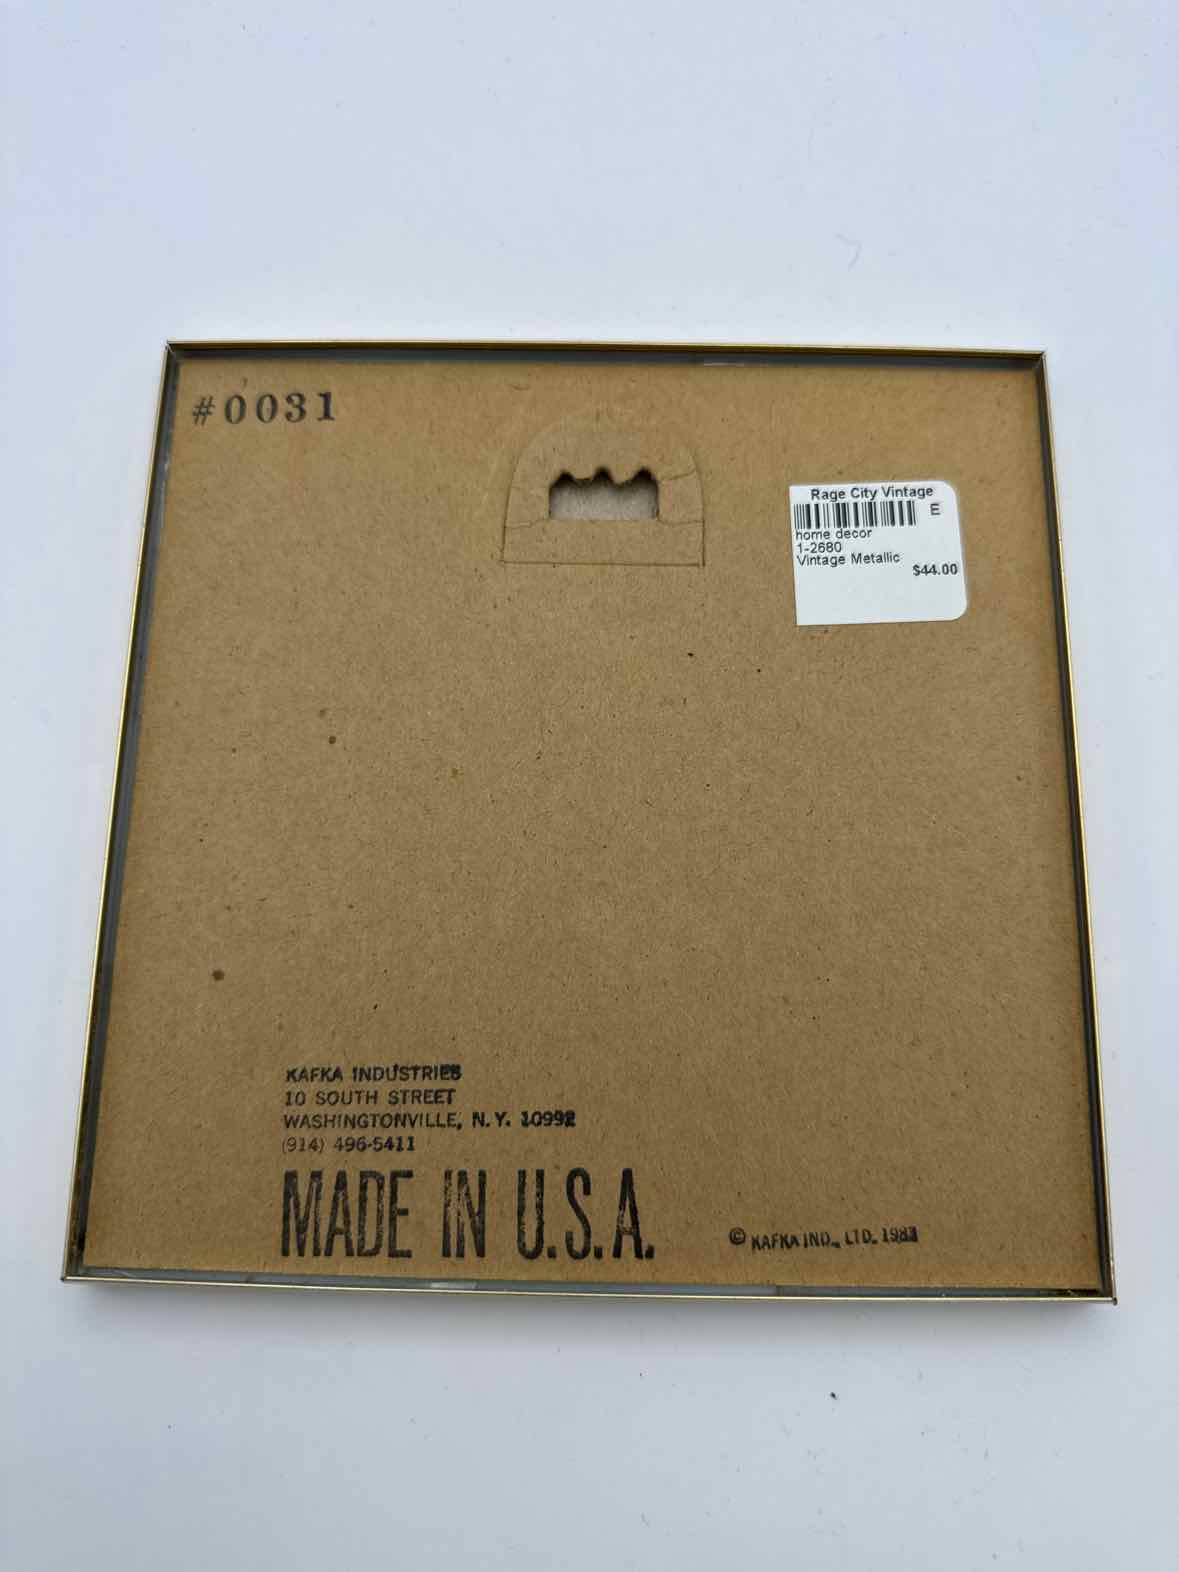 #0031
Rage City Vintage
E
home decor
1-2680
Vintage Metallic
$44.00
KAFKA INDUSTRIES
10 SOUTH STREET
WASHINGTONVILLE, N.Y. 10992
(914) 496-5411
MADE IN U.S.A.
© KAFKA IND., LTD.